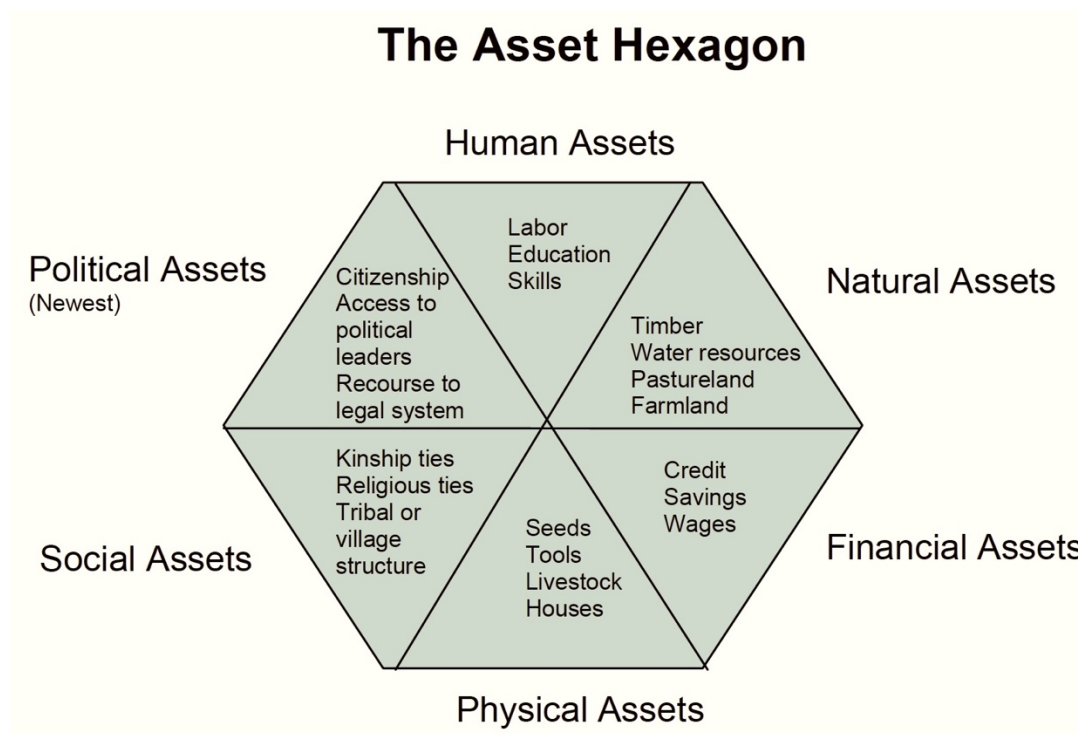 The Asset Hexagon
Human Assets
Labor
Education
Skills
Political Assets
(Newest)
Citizenship
Access to
political
leaders
Recourse to
legal system
Natural Assets
Timber
Water resources
Pastureland
Farmland
Social Assets
Kinship ties
Religious ties
Tribal or
village
structure
Seeds
Tools
Livestock
Houses
Credit
Savings
Wages
Financial Assets
Physical Assets